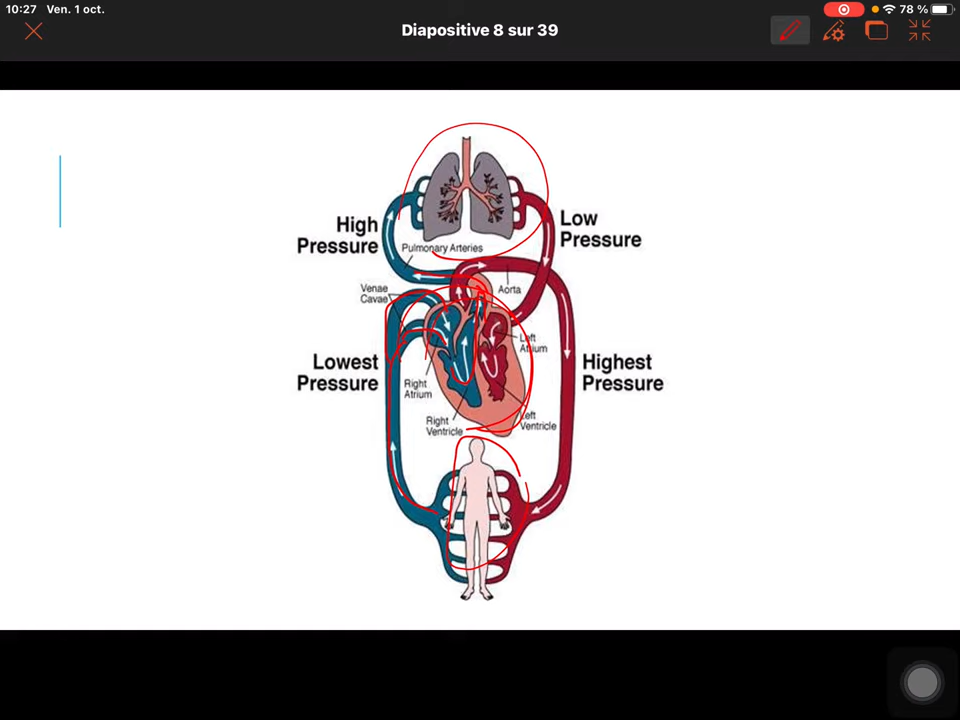 10:27 Ven. 1 oct.
78 %
Diapositive 8 sur 39
High
Pressure
Low
Pressure
Pulmonary Arteries
Venae
Cavae
Aorta
Left
Atrium
Lowest
Pressure
Highest
Pressure
Right
Atrium
Right
Ventricle
Left
Ventricle